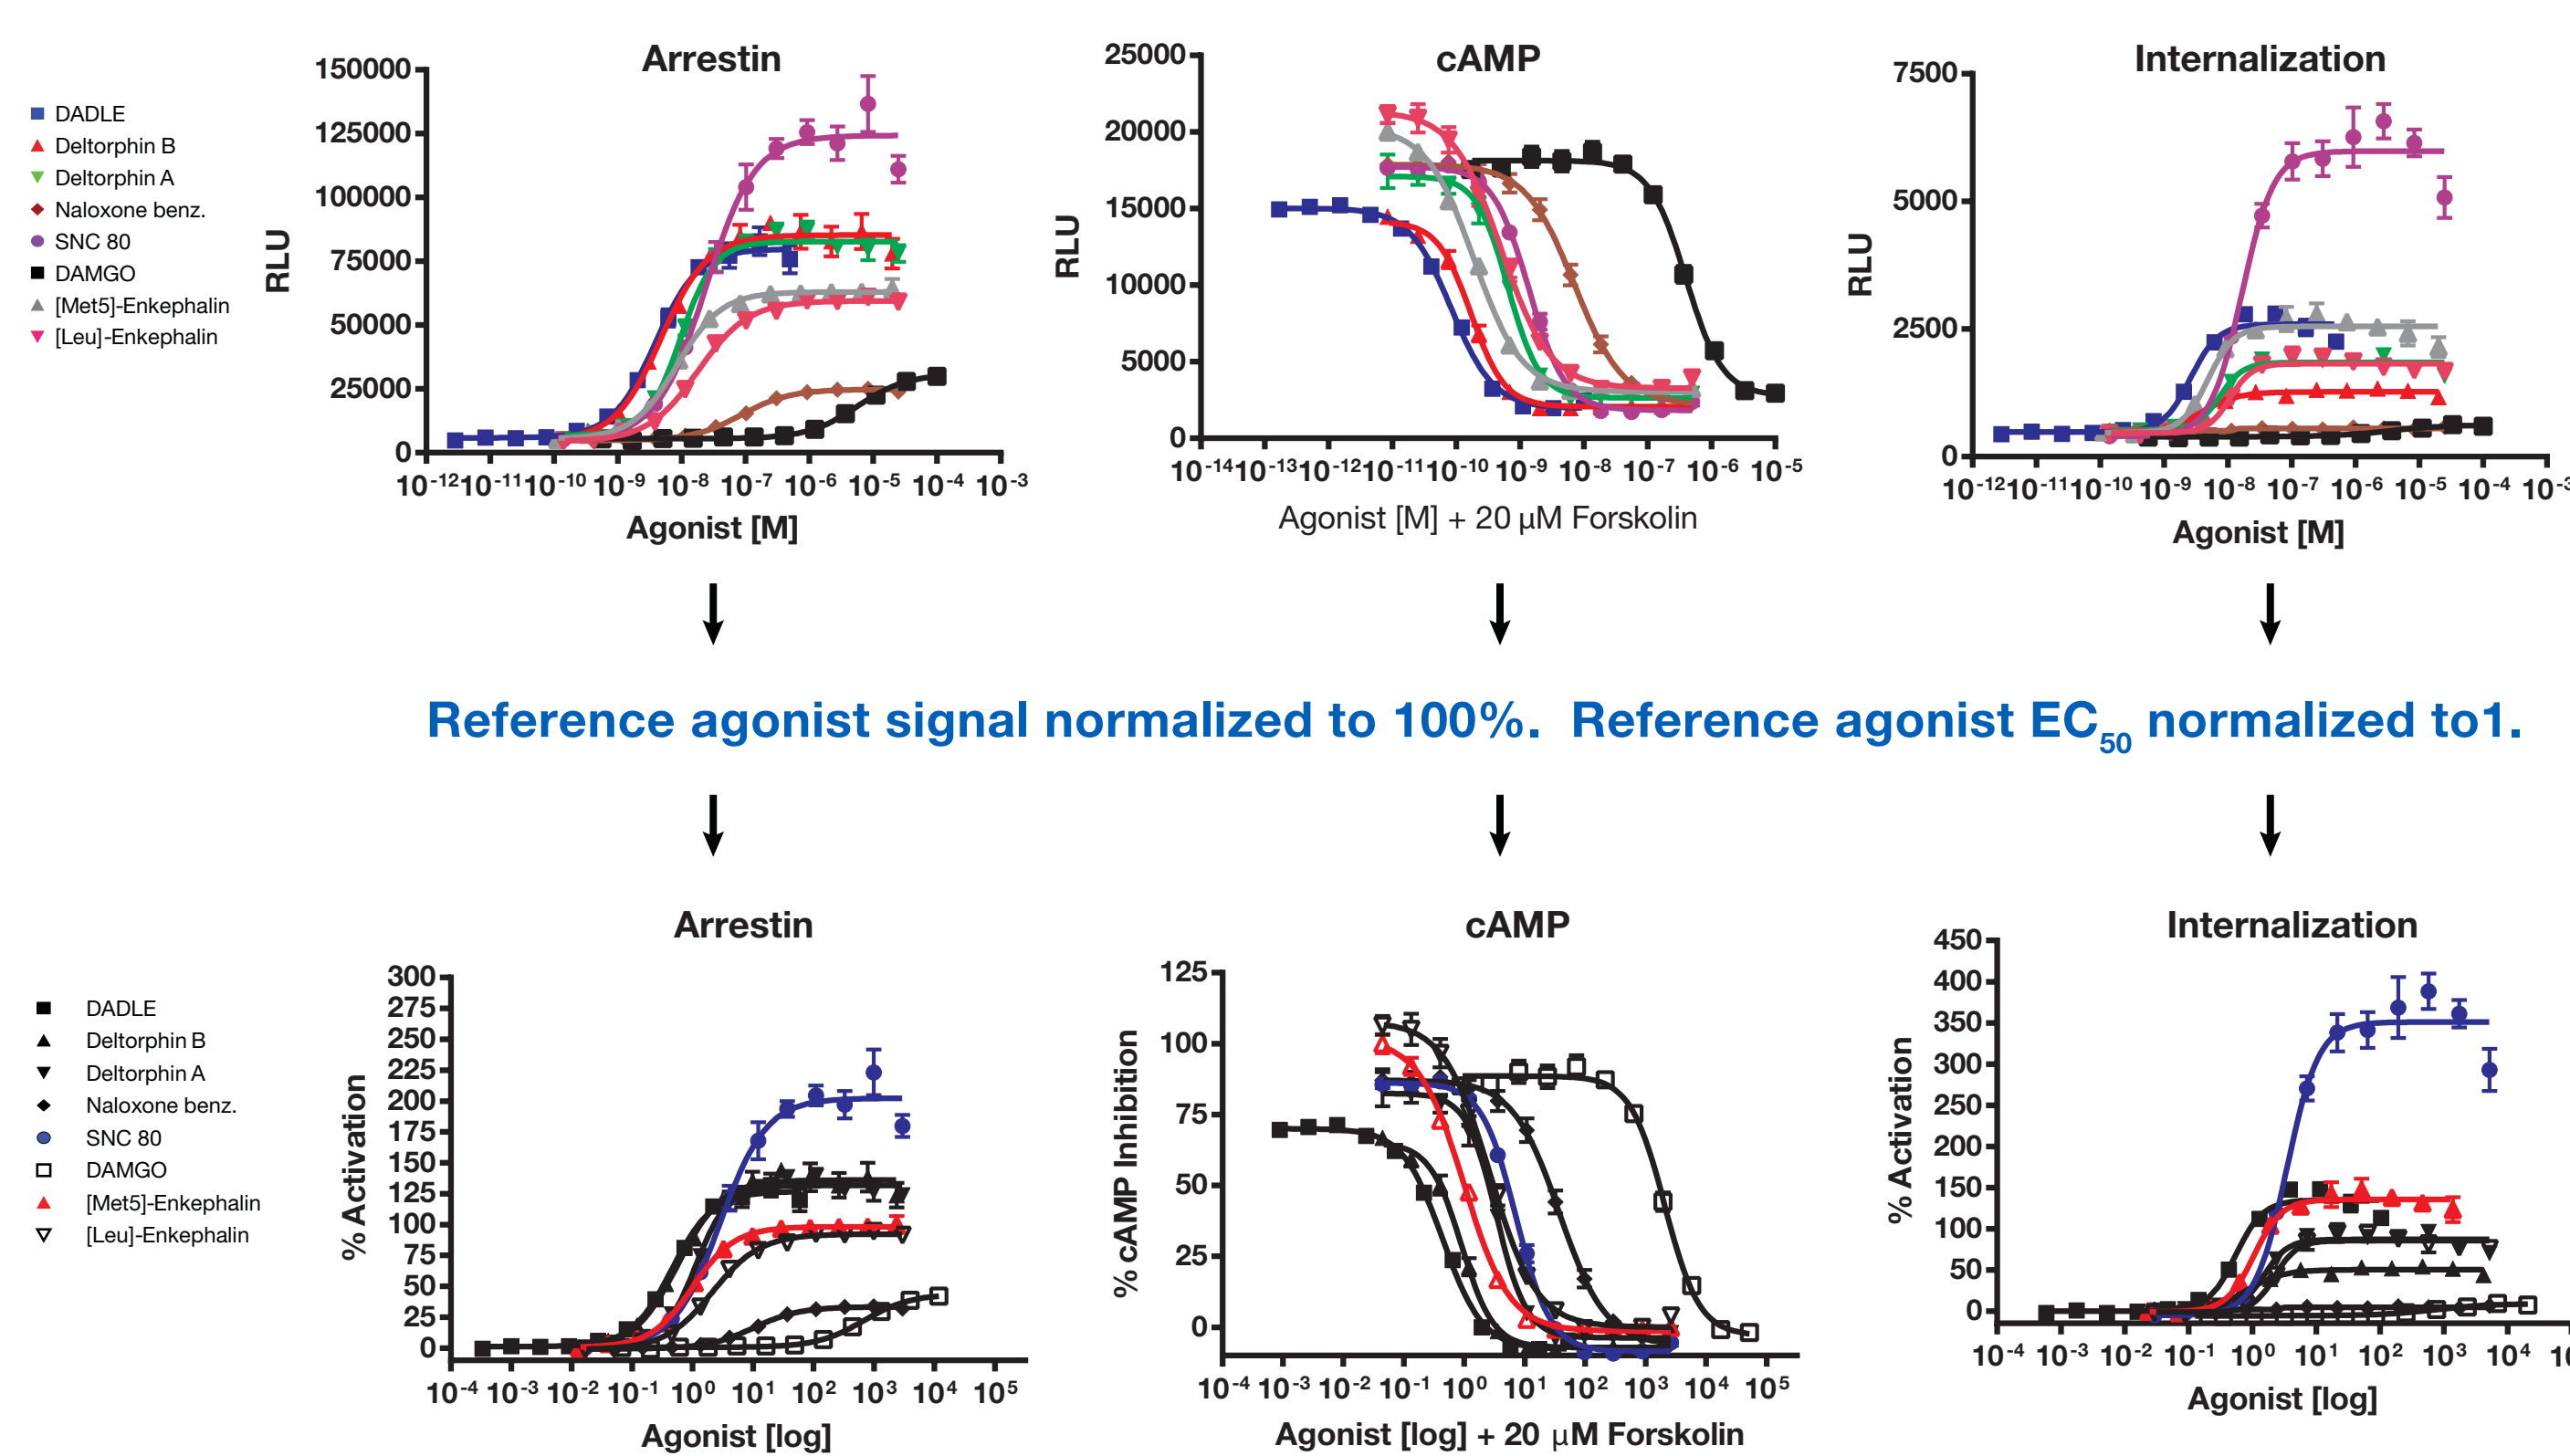 Arrestin
150000
125000
100000
75000
50000
25000
0
RLU
10-12 10-11 10-10 10-9 10-8 10-7 10-6 10-5 10-4 10-3
Agonist [M]
DADLE
Deltorphin B
Deltorphin A
Naloxone benz.
SNC 80
DAMGO
[Met5]-Enkephalin
[Leu]-Enkephalin
cAMP
25000
20000
15000
10000
5000
0
RLU
10-14 10-13 10-12 10-11 10-10 10-9 10-8 10-7 10-6 10-5
Agonist [M] + 20 µM Forskolin
Internalization
7500
5000
2500
0
RLU
10-12 10-11 10-10 10-9 10-8 10-7 10-6 10-5 10-4 10-3
Agonist [M]
Reference agonist signal normalized to 100%. Reference agonist EC50 normalized to1.
Arrestin
300
275
250
225
200
175
150
125
100
75
50
25
0
% Activation
10-4 10-3 10-2 10-1 100 101 102 103 104 105
Agonist [log]
DADLE
Deltorphin B
Deltorphin A
Naloxone benz.
SNC 80
DAMGO
[Met5]-Enkephalin
[Leu]-Enkephalin
cAMP
125
100
75
50
25
0
% cAMP Inhibition
10-4 10-3 10-2 10-1 100 101 102 103 104 105
Agonist [log] + 20 µM Forskolin
Internalization
450
400
350
300
250
200
150
100
50
0
% Activation
10-4 10-3 10-2 10-1 100 101 102 103 104
Agonist [log]